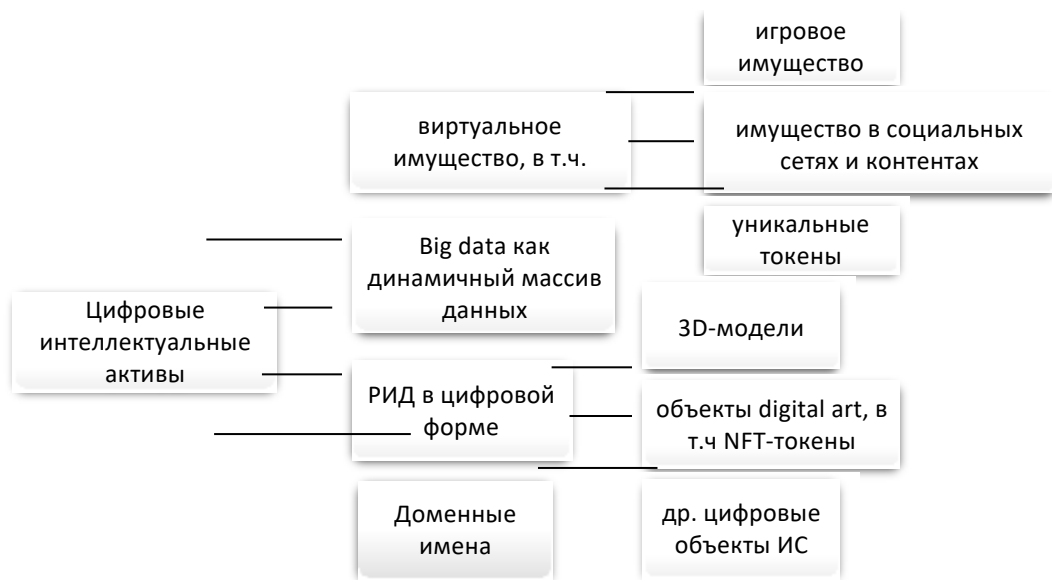 Цифровые
интеллектуальные
активы
виртуальное
имущество, в т.ч.
игровое
имущество
имущество в социальных
сетях и контентах
уникальные
токены
Big data как
динамичный массив
данных
РИД в цифровой
форме
3D-модели
объекты digital art, в
т.ч NFT-токены
др. цифровые
объекты ИС
Доменные
имена